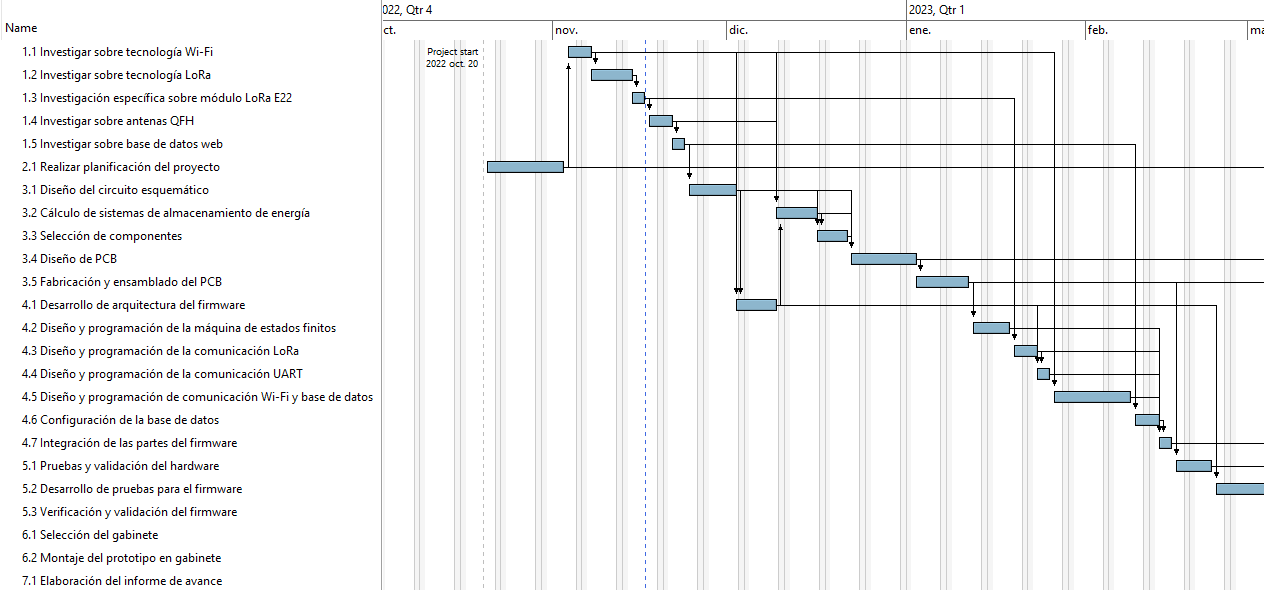 022, Qtr 4
2023, Qtr 1
Name
ct.
nov.
dic.
ene.
feb.
ma
Project start
2022 oct. 20
1.1 Investigar sobre tecnología Wi-Fi
1.2 Investigar sobre tecnología LoRa
1.3 Investigación específica sobre módulo LoRa E22
1.4 Investigar sobre antenas QFH
1.5 Investigar sobre base de datos web
2.1 Realizar planificación del proyecto
3.1 Diseño del circuito esquemático
3.2 Cálculo de sistemas de almacenamiento de energía
3.3 Selección de componentes
3.4 Diseño de PCB
3.5 Fabricación y ensamblado del PCB
4.1 Desarrollo de arquitectura del firmware
4.2 Diseño y programación de la máquina de estados finitos
4.3 Diseño y programación de la comunicación LoRa
4.4 Diseño y programación de la comunicación UART
4.5 Diseño y programación de comunicación Wi-Fi y base de datos
4.6 Configuración de la base de datos
4.7 Integración de las partes del firmware
5.1 Pruebas y validación del hardware
5.2 Desarrollo de pruebas para el firmware
5.3 Verificación y validación del firmware
6.1 Selección del gabinete
6.2 Montaje del prototipo en gabinete
7.1 Elaboración del informe de avance